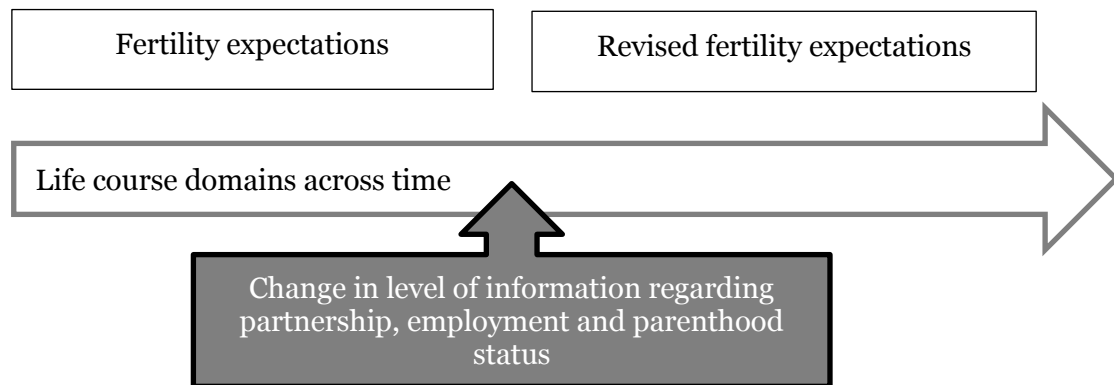 Fertility expectations
Revised fertility expectations
Life course domains across time
Change in level of information regarding
partnership, employment and parenthood
status